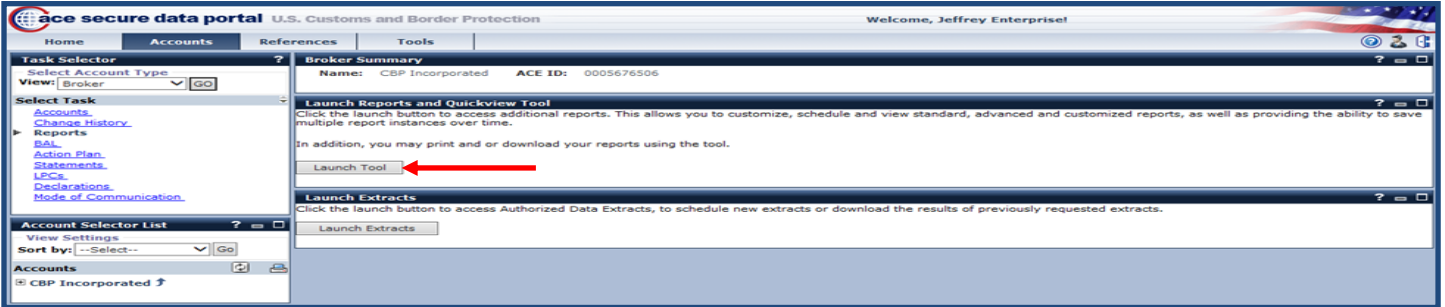 ace secure data portal U.S. Customs and Border Protection Welcome, Jeffrey Enterprise!
Home Accounts References Tools ?
Task Selector ?
Select Account Type
View: Broker GO
Select Task
Accounts
Change History
Reports
BAL
Action Plan
Statements
LPCs
Declarations
Mode of Communication
Account Selector List ?
View Settings
Sort by: --Select-- Go
Accounts
CBP Incorporated
Broker Summary ?
Name: CBP Incorporated ACE ID: 0005676506
Launch Reports and Quickview Tool ?
Click the launch button to access additional reports. This allows you to customize, schedule and view standard, advanced and customized reports, as well as providing the ability to save
multiple report instances over time.
In addition, you may print and or download your reports using the tool.
Launch Tool
Launch Extracts ?
Click the launch button to access Authorized Data Extracts, to schedule new extracts or download the results of previously requested extracts.
Launch Extracts